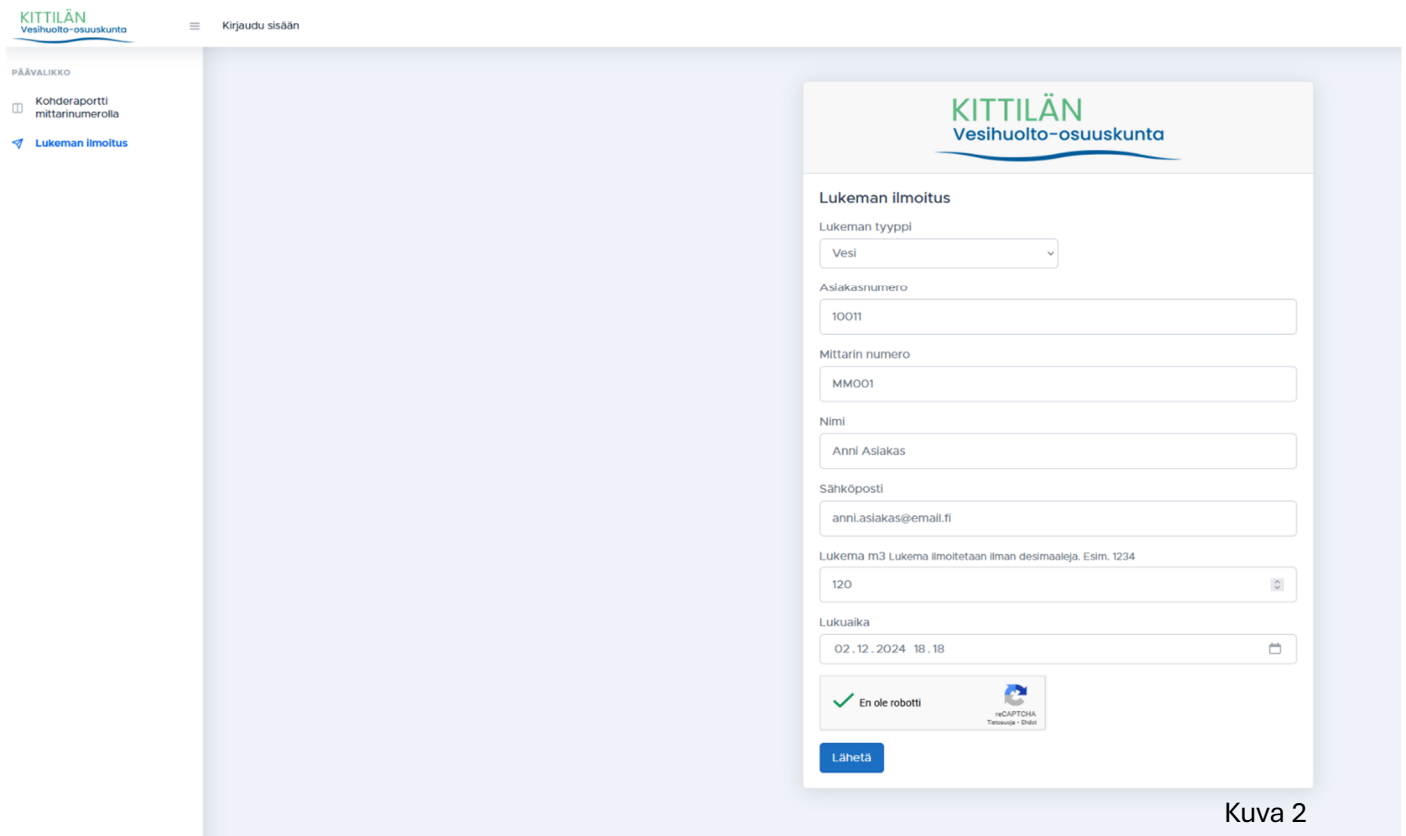 KITTILÄN
Vesihuolto-osuuskunta
Kirjaudu sisään
PÄÄVALIKKO
Kohderaportti
mittarinumerolla
Lukeman ilmoitus
KITTILÄN
Vesihuolto-osuuskunta
Lukeman ilmoitus
Lukeman tyyppi
Vesi
Asiakasnumero
10011
Mittarin numero
MM001
Nimi
Anni Asiakas
Sähköposti
anni.asiakas@email.fi
Lukema m3 Lukema ilmoitetaan ilman desimaaleja. Esim. 1234
120
Lukuaika
02.12.2024 18.18
En ole robotti
reCAPTCHA
Tietosuoja - Ehdot
Lähetä
Kuva 2